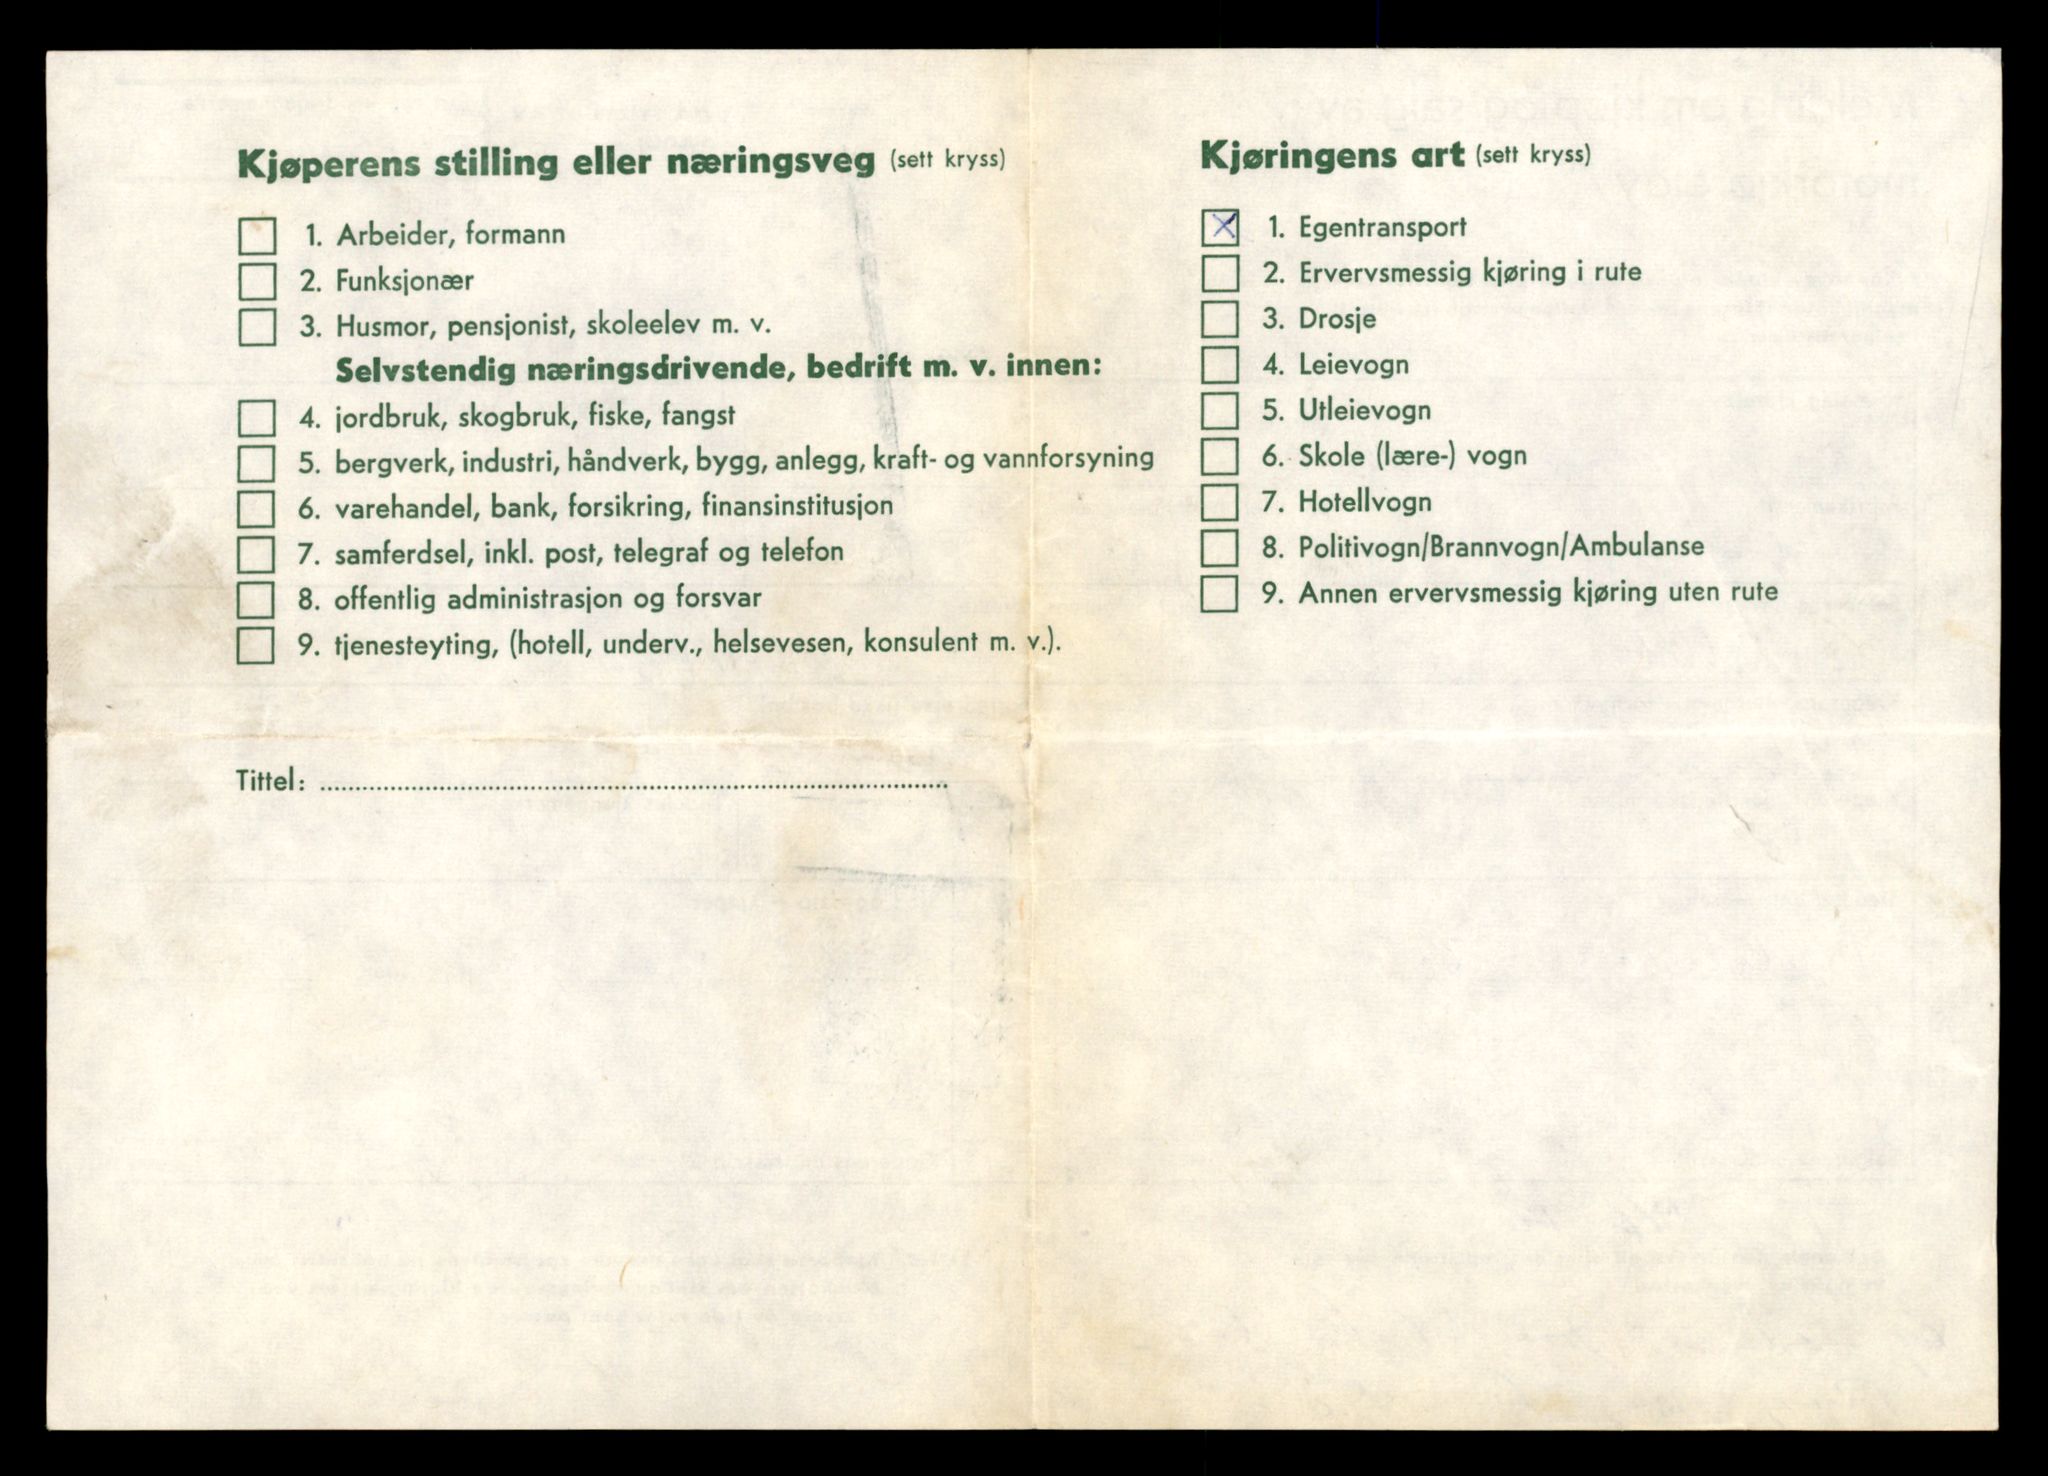 Kjøperens stilling eller næringsveg (sett kryss)
1. Arbeider, formann
2. Funksjonær
3. Husmor, pensjonist, skoleelev m. v.
Selvstendig næringsdrivende, bedrift m. v. innen:
4. jordbruk, skogbruk, fiske, fangst
5. bergverk, industri, håndverk, bygg, anlegg, kraft- og vannforsyning
6. varehandel, bank, forsikring, finansinstitusjon
7. samferdsel, inkl. post, telegraf og telefon
8. offentlig administrasjon og forsvar
9. tjenesteyting, (hotell, underv., helsevesen, konsulent m. v.).
Tittel:
Kjøringens art (sett kryss)
1. Egentransport
2. Ervervsmessig kjøring i rute
3. Drosje
4. Leievogn
5. Utleievogn
6. Skole (lære-) vogn
7. Hotellvogn
8. Politivogn/Brannvogn/Ambulanse
9. Annen ervervsmessig kjøring uten rute